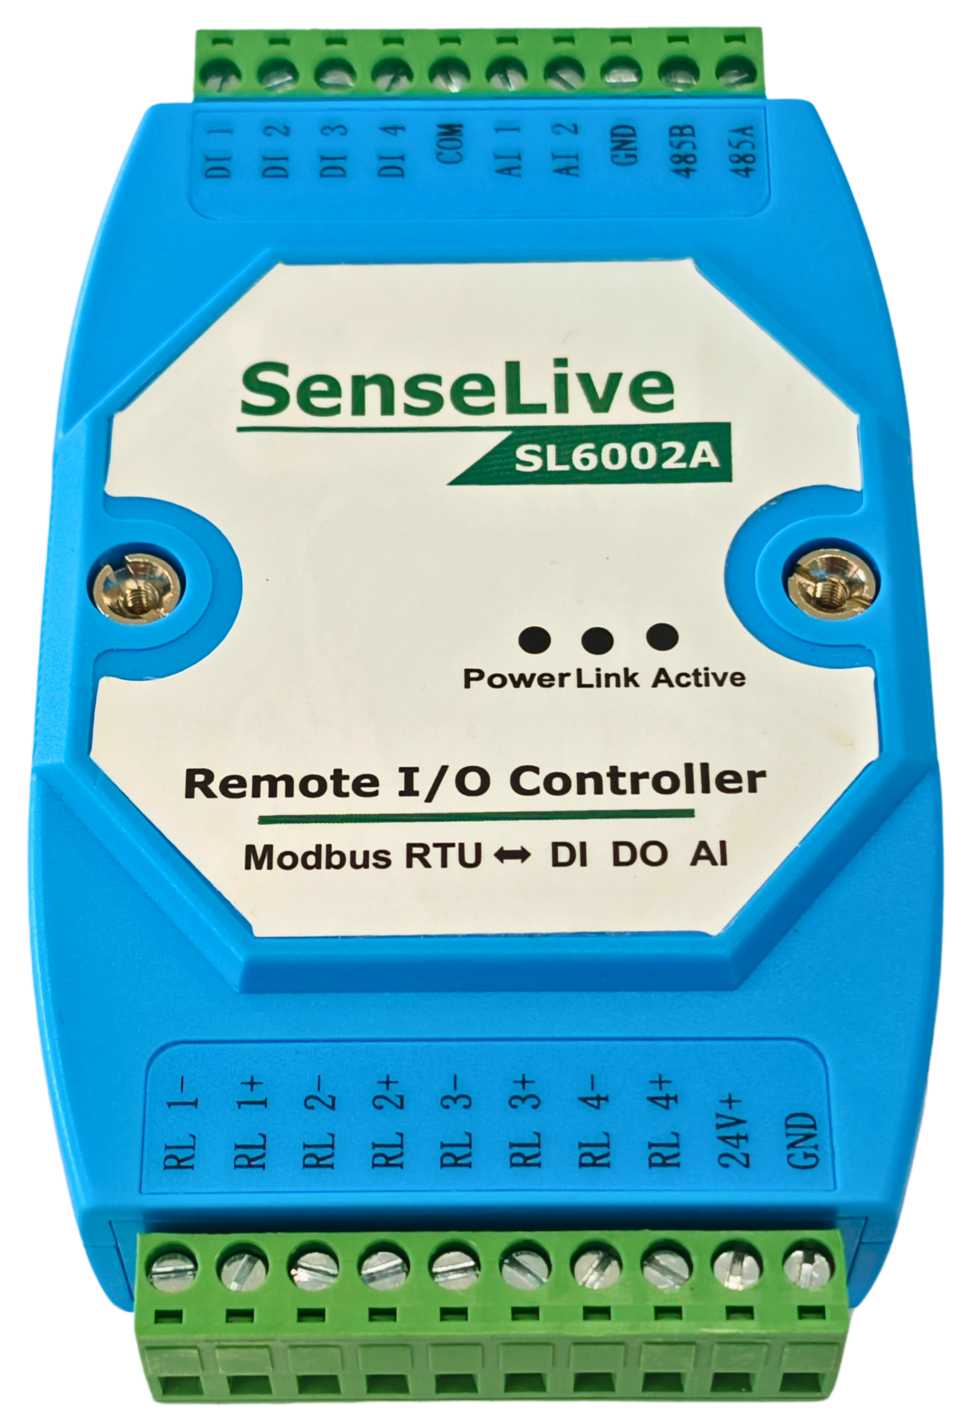 DI 1 DI 2 DI 3 DI 4 COM AI 1 AI 2 GND 485B 485A
SenseLive
SL6002A
Power Link Active
Remote I/O Controller
Modbus RTU ⬌ DI DO AI
RL 1- RL 1+ RL 2- RL 2+ RL 3- RL 3+ RL 4- RL 4+ 24V+ GND